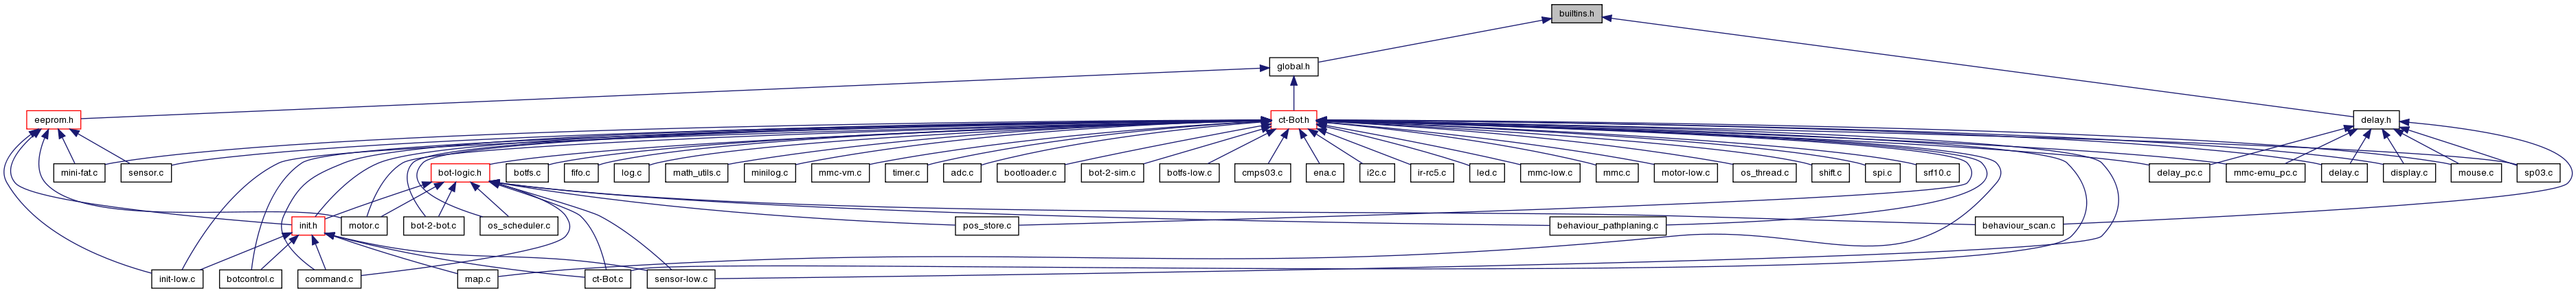 builtins.h
global.h
eeprom.h
ct-Bot.h
delay.h
mini-fat.c
sensor.c
bot-logic.h
botfs.c
fifo.c
log.c
math_utils.c
minilog.c
mmc-vm.c
timer.c
adc.c
bootloader.c
bot-2-sim.c
botfs-low.c
cmps03.c
ena.c
i2c.c
ir-rc5.c
led.c
mmc-low.c
mmc.c
motor-low.c
os_thread.c
shift.c
spi.c
srf10.c
delay_pc.c
mmc-emu_pc.c
delay.c
display.c
mouse.c
sp03.c
init.h
motor.c
bot-2-bot.c
os_scheduler.c
pos_store.c
behaviour_pathplaning.c
behaviour_scan.c
init-low.c
botcontrol.c
command.c
map.c
ct-Bot.c
sensor-low.c